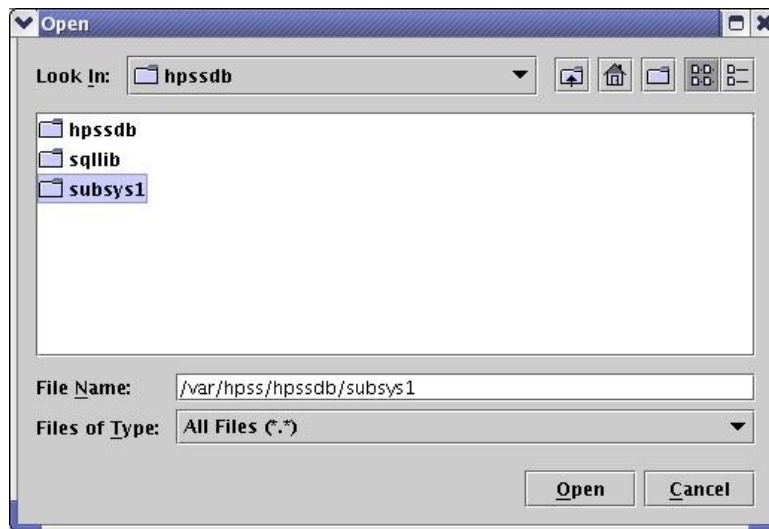 Open
Look In: hpssdb
hpssdb
sqllib
subsys1
File Name: /var/hpss/hpssdb/subsys1
Files of Type: All Files (*.*)
Open Cancel